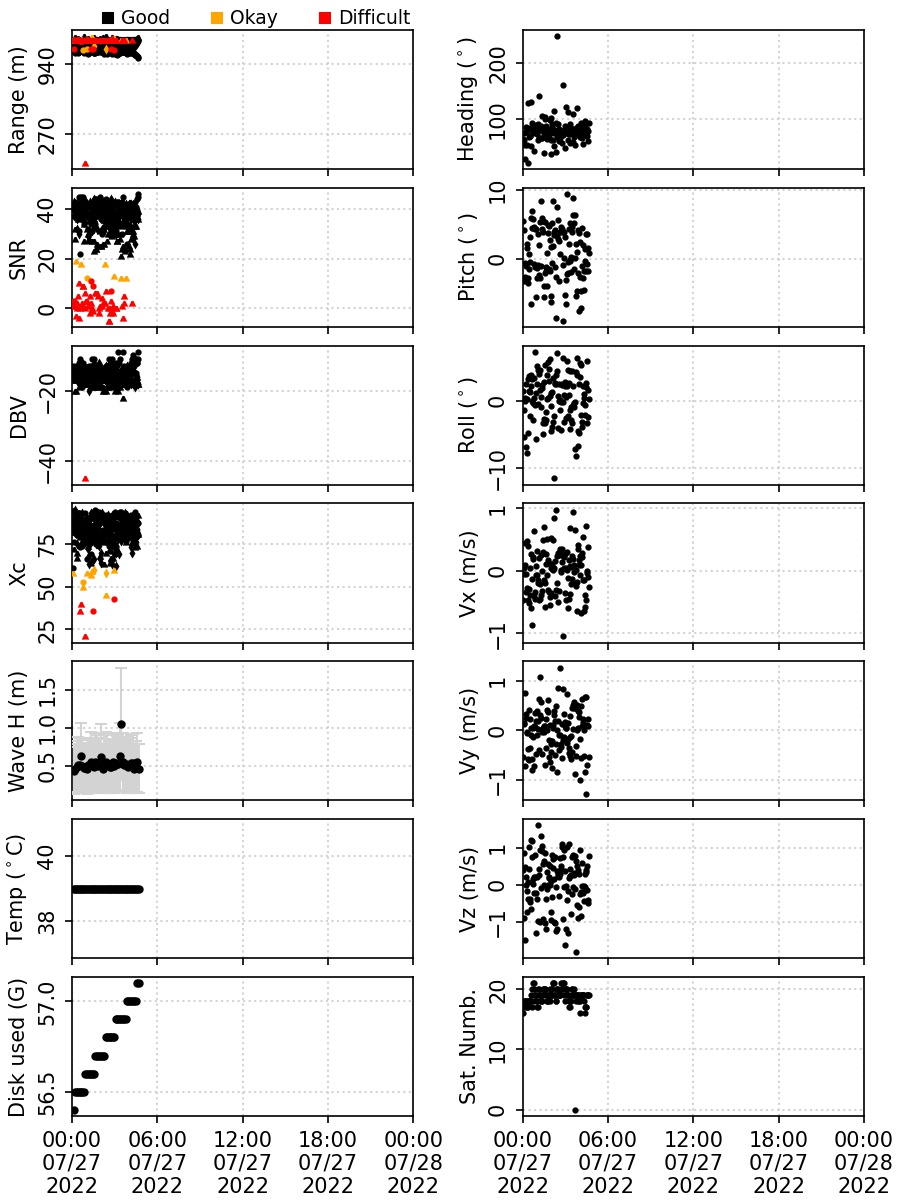 Good Okay Difficult
Range (m)
940
270
Heading (°)
200
100
SNR
40
20
0
Pitch (°)
10
0
DBV
−20
−40
Roll (°)
0
−10
Xc
75
50
25
Vx (m/s)
1
0
−1
Wave H (m)
1.5
1.0
0.5
Vy (m/s)
1
0
−1
Temp (°C)
40
38
Vz (m/s)
1
0
−1
Disk used (G)
57.0
56.5
Sat. Numb.
20
10
0
00:00 06:00 12:00 18:00 00:00
07/27 07/27 07/27 07/27 07/28
2022 2022 2022 2022 2022
00:00 06:00 12:00 18:00 00:00
07/27 07/27 07/27 07/27 07/28
2022 2022 2022 2022 2022